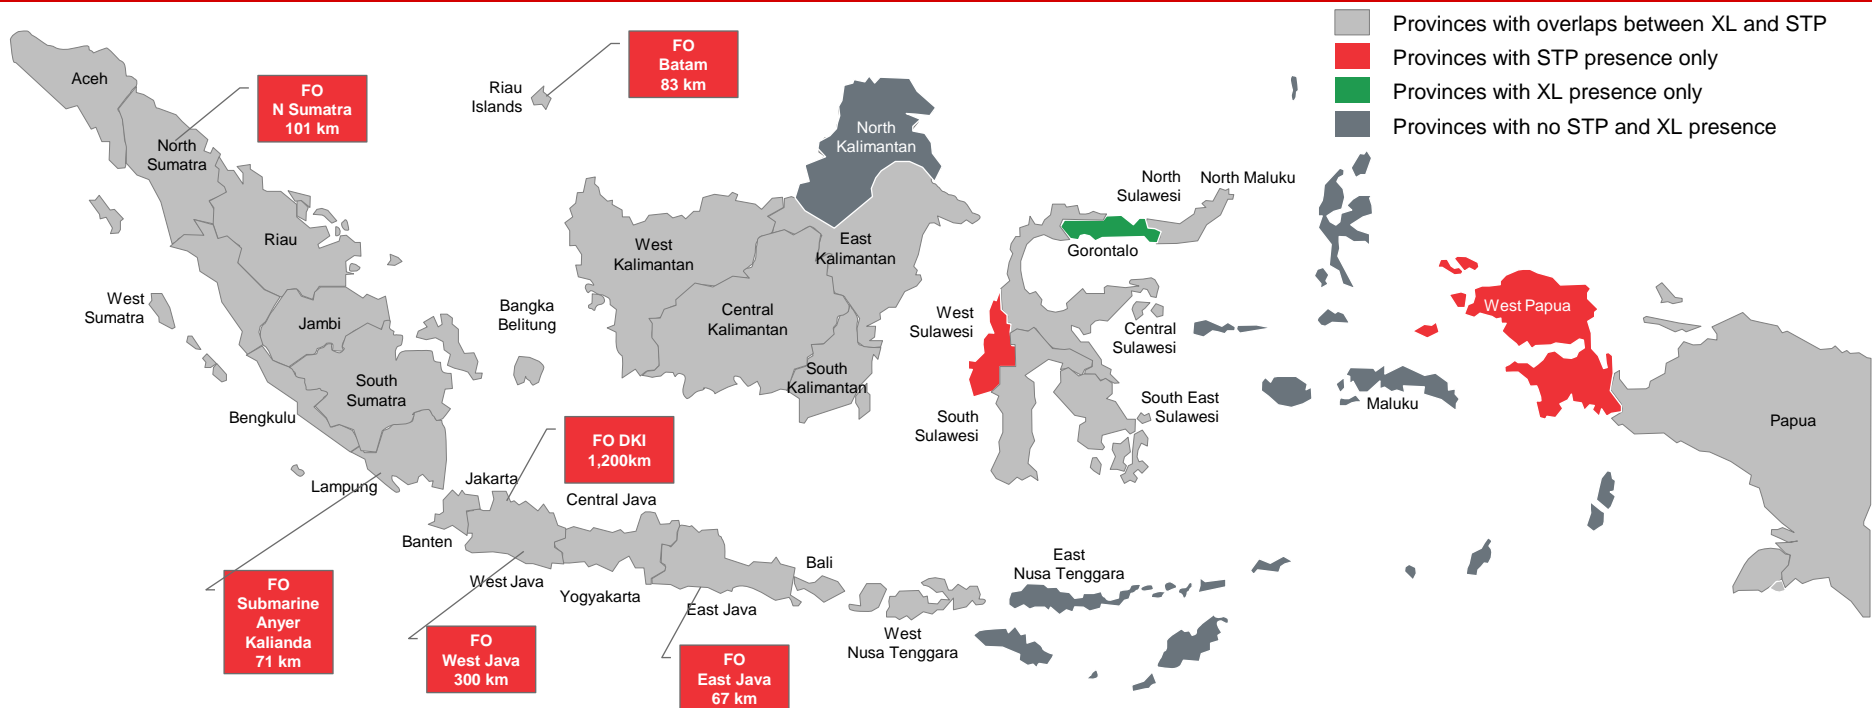 Provinces with overlaps between XL and STP
Provinces with STP presence only
Provinces with XL presence only
Provinces with no STP and XL presence
Aceh
FO
N Sumatra
101 km
North
Sumatra
Riau
Islands
FO
Batam
83 km
North
Kalimantan
North
Sulawesi
North Maluku
Gorontalo
Riau
West
Kalimantan
East
Kalimantan
West
Sumatra
Jambi
Bangka
Belitung
Central
Kalimantan
West
Sulawesi
Central
Sulawesi
West Papua
South
Sumatra
South
Kalimantan
Bengkulu
South
Sulawesi
South East
Sulawesi
Maluku
Papua
FO DKI
1,200km
Lampung
Jakarta
Central Java
Banten
West Java
Yogyakarta
East Java
Bali
East
Nusa Tenggara
West
Nusa Tenggara
FO
Submarine
Anyer
Kalianda
71 km
FO
West Java
300 km
FO
East Java
67 km